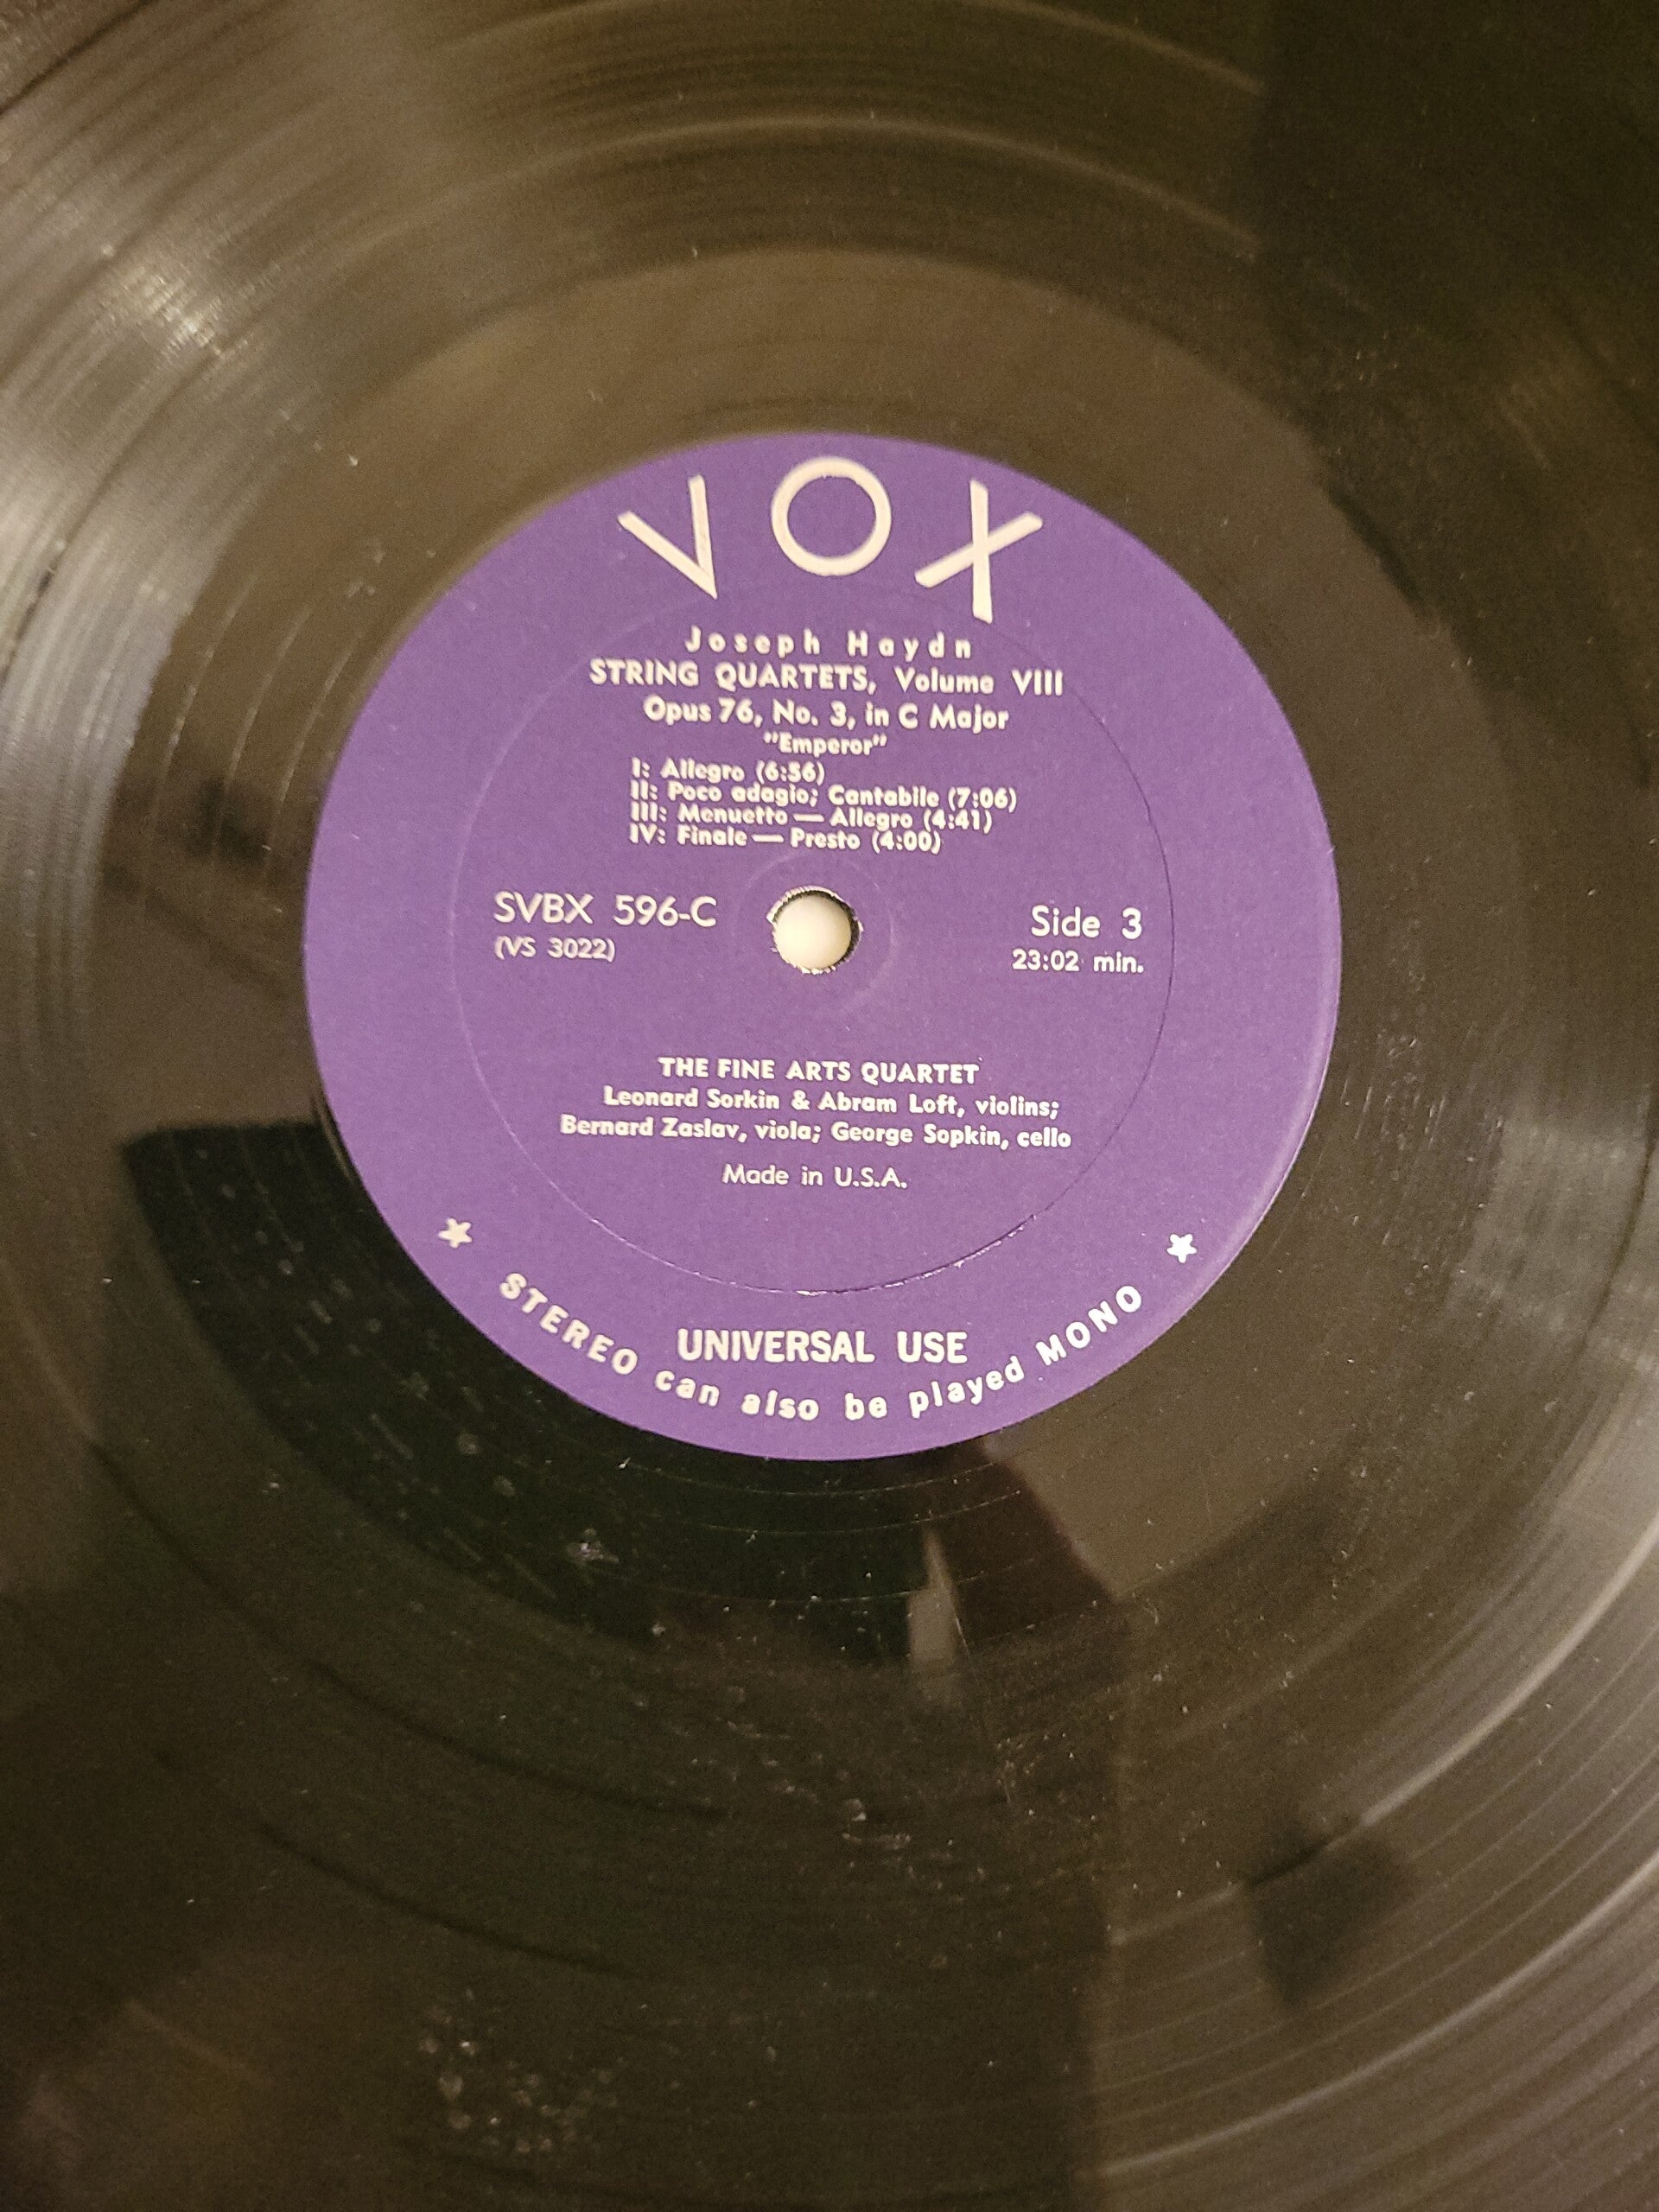 VOX
Joseph Haydn
STRING QUARTETS, Volume VIII
Opus 76, No. 3, in C Major
"Emperor"
I: Allegro (6:56)
II: Poco adagio; Cantabile (7:06)
III: Menuetto — Allegro (4:41)
IV: Finale — Presto (4:00)
SVBX 596-C
(VS 3022)
Side 3
23:02 min.
THE FINE ARTS QUARTET
Leonard Sorkin & Abram Loft, violins;
Bernard Zaslav, viola; George Sopkin, cello
Made in U.S.A.
UNIVERSAL USE
★ STEREO can also be played MONO ★